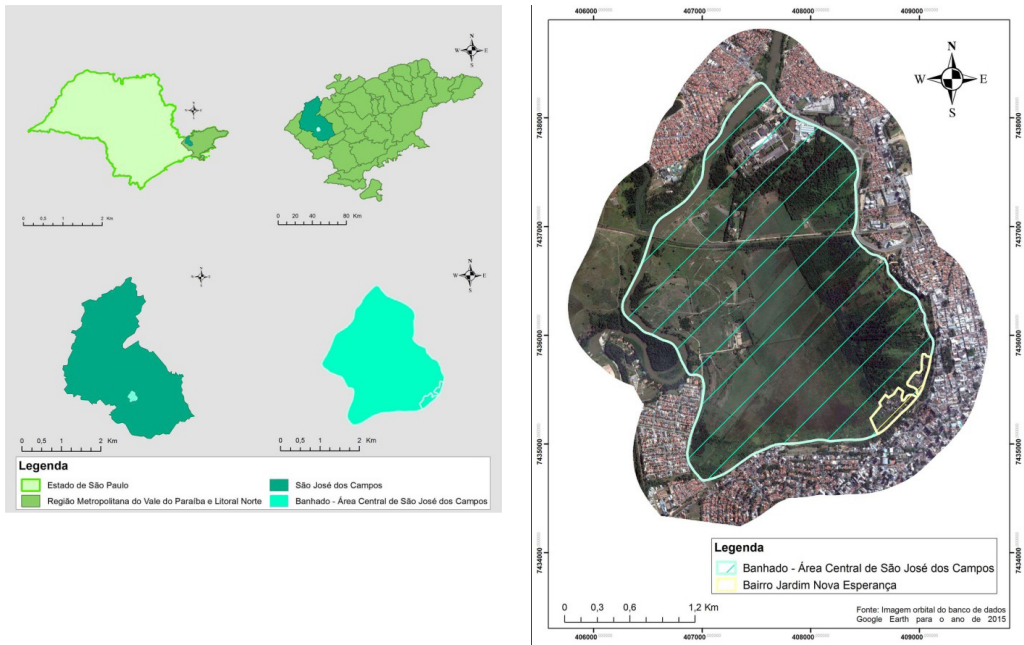 N
W E
S
0 0,5 1 2 Km
N
W E
S
0 20 40 60 80
Km
N
W E
S
0 0,5 1 2 Km
0 1 2
Km
Legenda
Estado de São Paulo
Região Metropolitana do Vale do Paraíba e Litoral Norte
São José dos Campos
Banhado - Área Central de São José dos Campos
406000 407000 408000 409000
N
W E
S
7438000 7438000
7437000 7437000
7436000 7436000
7435000 7435000
7434000 7434000
Legenda
Banhado - Área Central de São José dos Campos
Bairro Jardim Nova Esperança
0 0,3 0,6 1,2 Km
Fonte: Imagem orbital do banco de dados
Google Earth para o ano de 2015
406000 407000 408000 409000